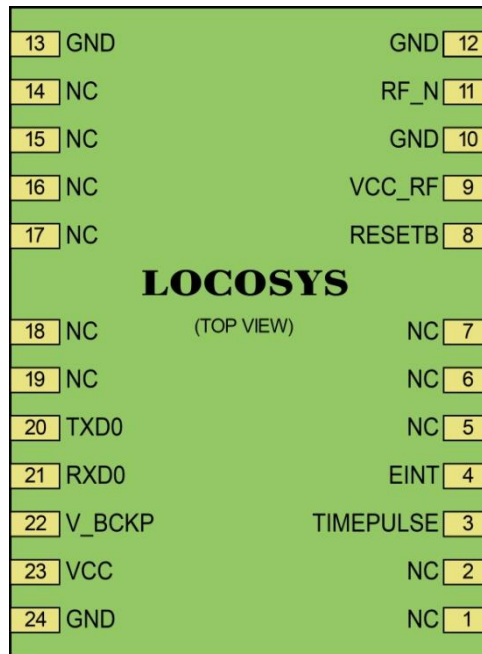 13 GND GND 12
14 NC RF_N 11
15 NC GND 10
16 NC VCC_RF 9
17 NC RESETB 8
LOCOSYS
(TOP VIEW)
18 NC NC 7
19 NC NC 6
20 TXD0 NC 5
21 RXD0 EINT 4
22 V_BCKP TIMEPULSE 3
23 VCC NC 2
24 GND NC 1